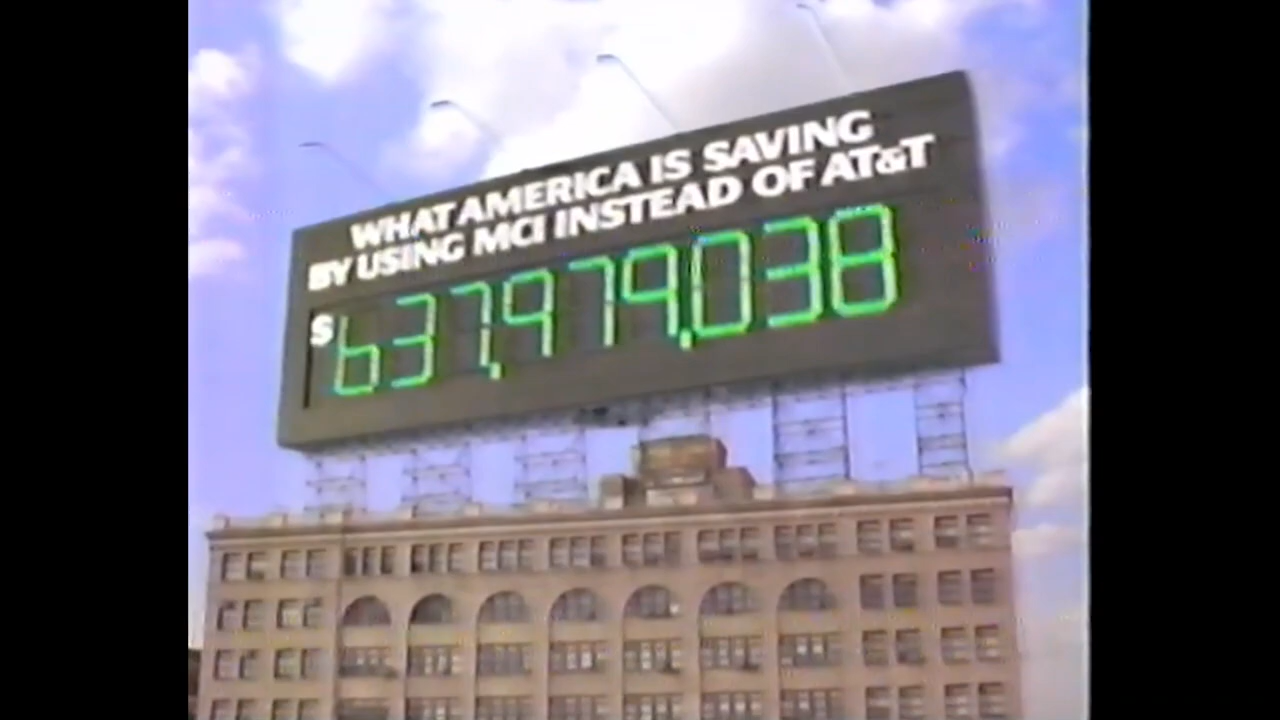 WHAT AMERICA IS SAVING
BY USING MCI INSTEAD OF AT&T
$637,979,038